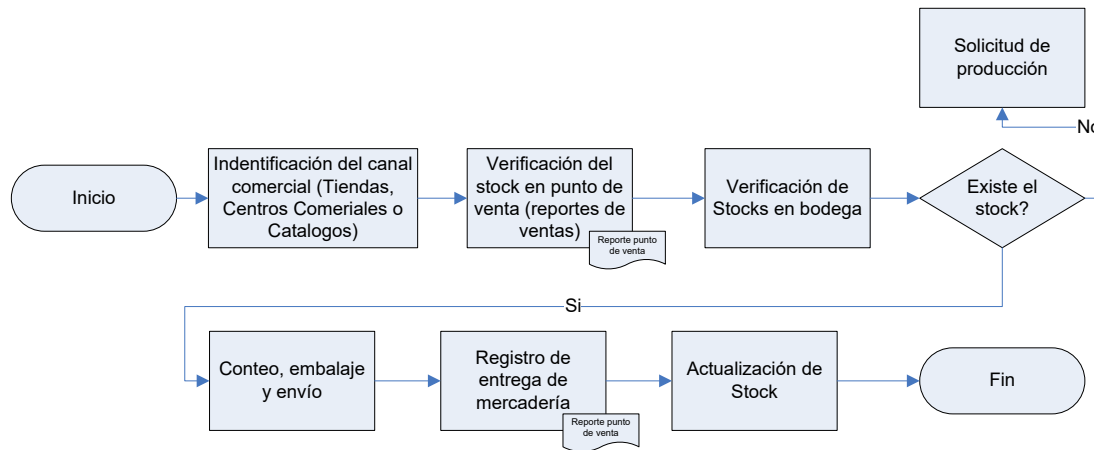 Solicitud de
producción
No
Inicio
Indentificación del canal
comercial (Tiendas,
Centros Comeriales o
Catalogos)
Verificación del
stock en punto de
venta (reportes de
ventas)
Reporte punto
de venta
Verificación de
Stocks en bodega
Existe el
stock?
Si
Conteo, embalaje
y envío
Registro de
entrega de
mercadería
Reporte punto
de venta
Actualización de
Stock
Fin